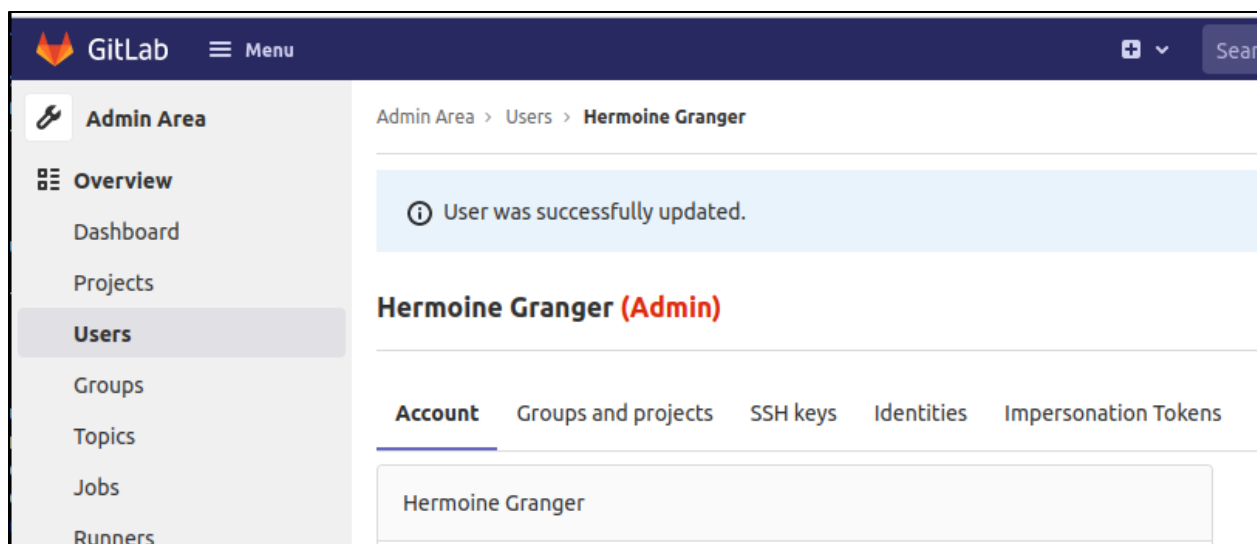 GitLab Menu
Admin Area
Overview
Dashboard
Projects
Users
Groups
Topics
Jobs
Runners
Admin Area > Users > Hermoine Granger
User was successfully updated.
Hermoine Granger (Admin)
Account Groups and projects SSH keys Identities Impersonation Tokens
Hermoine Granger